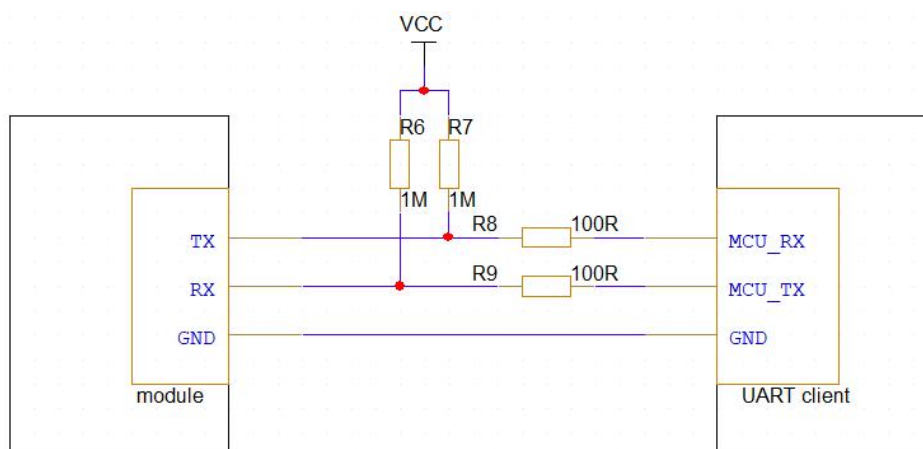 VCC
R6 R7
1M 1M
R8 100R
TX MCU_RX
R9 100R
RX MCU_TX
GND GND
module UART client